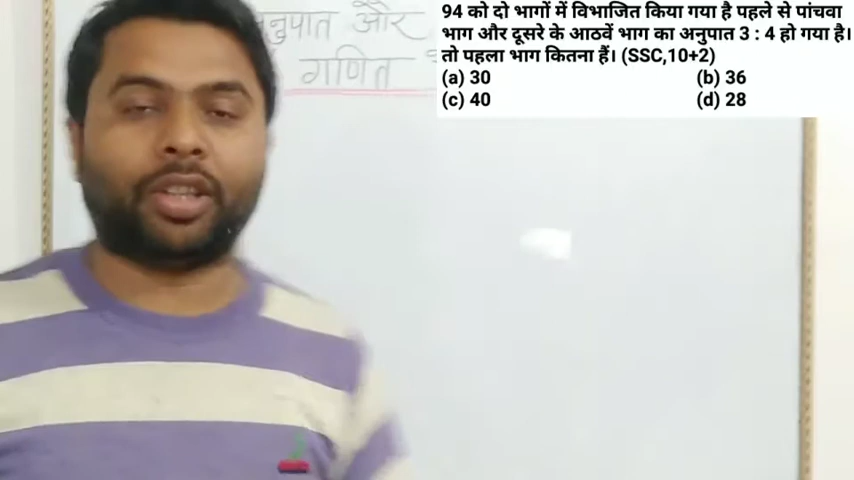 94 को दो भागों में विभाजित किया गया है पहले से पांचवा
भाग और दूसरे के आठवें भाग का अनुपात 3 : 4 हो गया है।
तो पहला भाग कितना हैं। (SSC,10+2)
(a) 30 (b) 36
(c) 40 (d) 28
अनुपात और
गणित